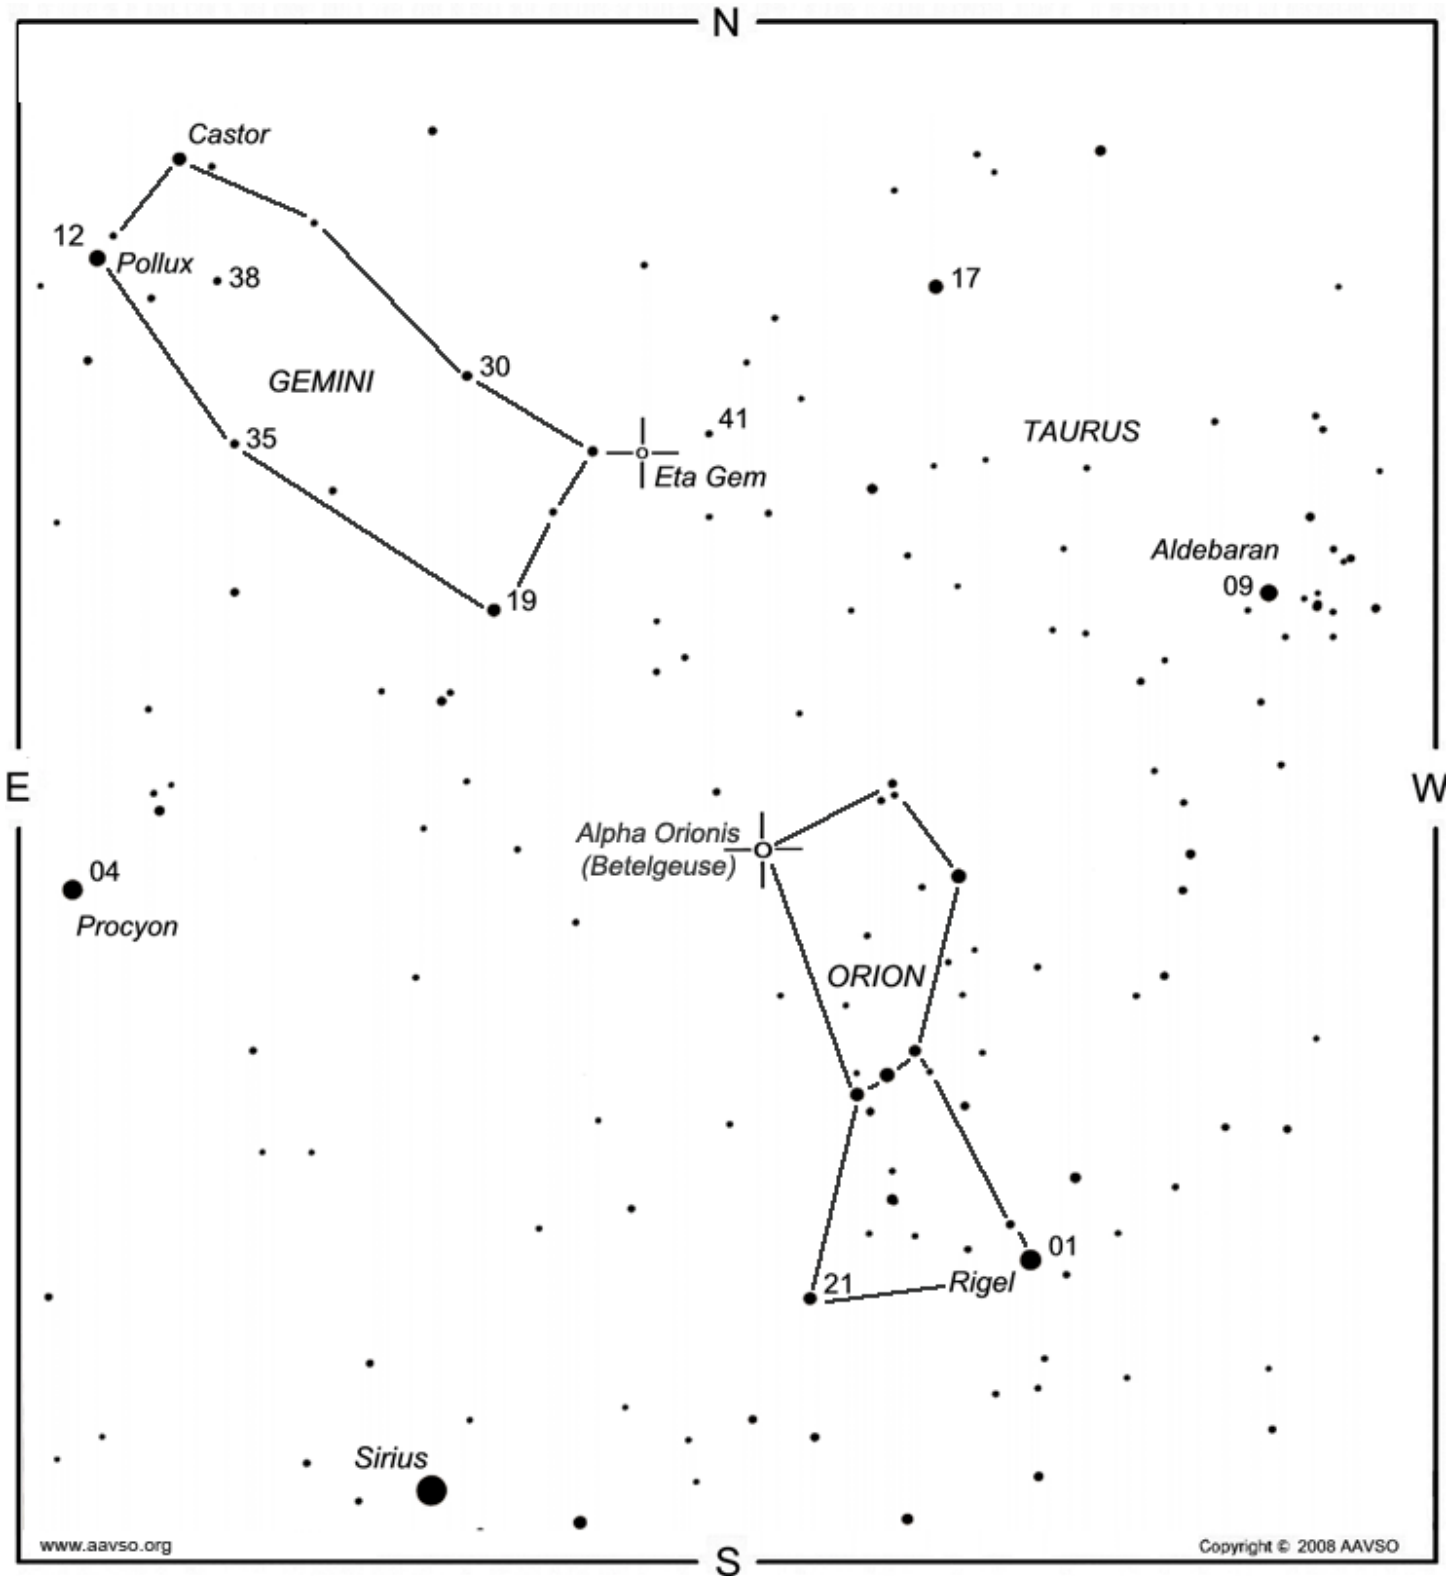 N
Castor
12
Pollux
38
17
GEMINI
30
41
TAURUS
35
Eta Gem
Aldebaran
09
19
E
W
Alpha Orionis
(Betelgeuse)
04
Procyon
ORION
01
21
Rigel
Sirius
www.aavso.org
Copyright © 2008 AAVSO
S